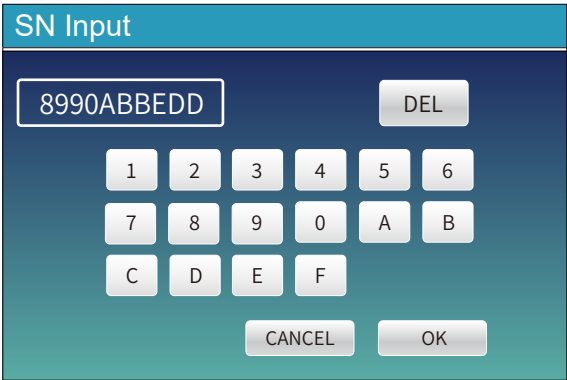 SN Input
8990ABBEDD DEL
1 2 3 4 5 6
7 8 9 0 A B
C D E F
CANCEL OK